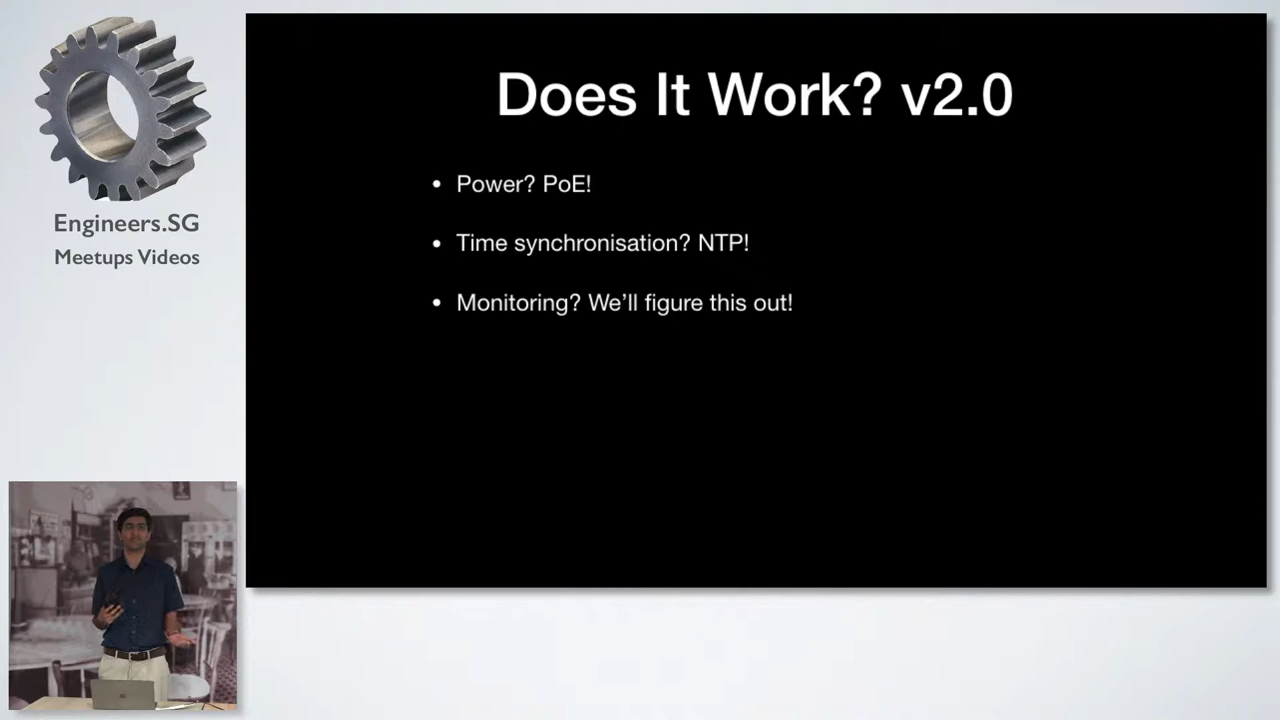 Engineers.SG
Meetups Videos
Does It Work? v2.0
• Power? PoE!
• Time synchronisation? NTP!
• Monitoring? We’ll figure this out!